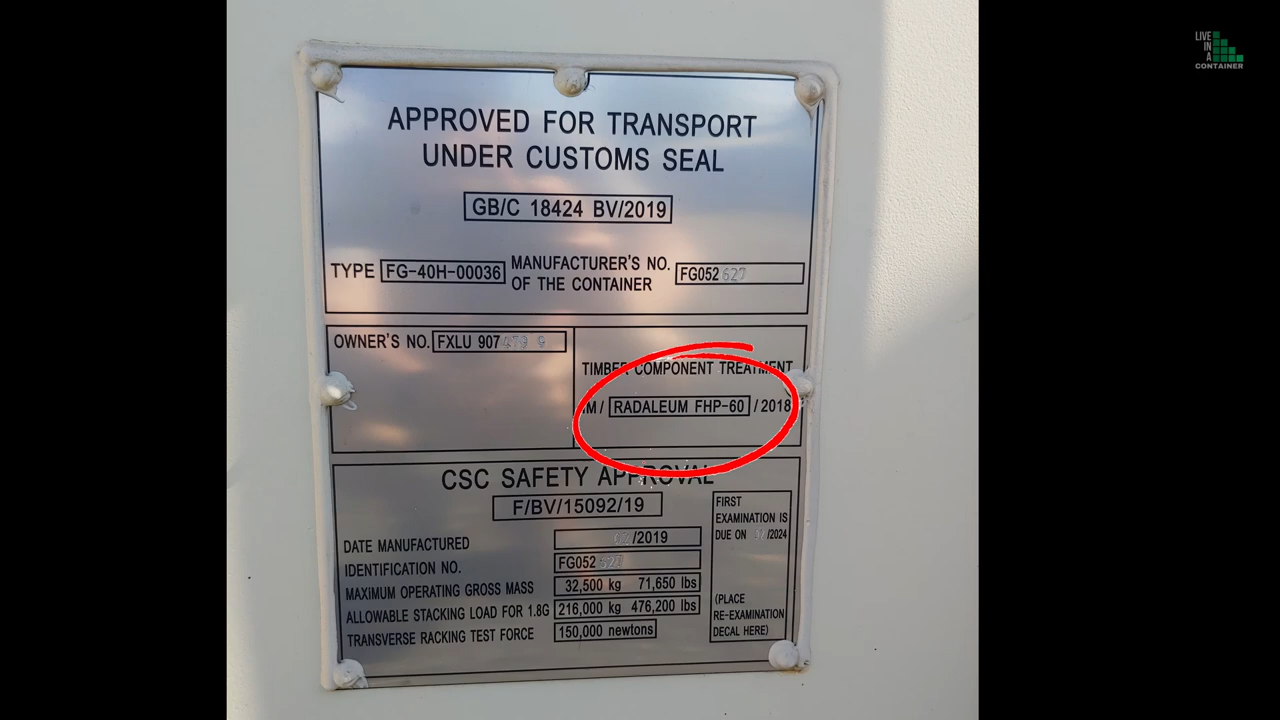 LIVE
IN
A
CONTAINER
APPROVED FOR TRANSPORT
UNDER CUSTOMS SEAL
GB/C 18424 BV/2019
TYPE FG-40H-00036 MANUFACTURER'S NO. OF THE CONTAINER FG052 627
OWNER'S NO. FXLU 907
TIMBER COMPONENT TREATMENT
IM / RADALEUM FHP-60 / 2018
CSC SAFETY APPROVAL
F/BV/15092/19
DATE MANUFACTURED /2019
IDENTIFICATION NO. FG052 627
MAXIMUM OPERATING GROSS MASS 32,500 kg 71,650 lbs
ALLOWABLE STACKING LOAD FOR 1.8G 216,000 kg 476,200 lbs
TRANSVERSE RACKING TEST FORCE 150,000 newtons
FIRST
EXAMINATION IS
DUE ON /2024
(PLACE
RE-EXAMINATION
DECAL HERE)